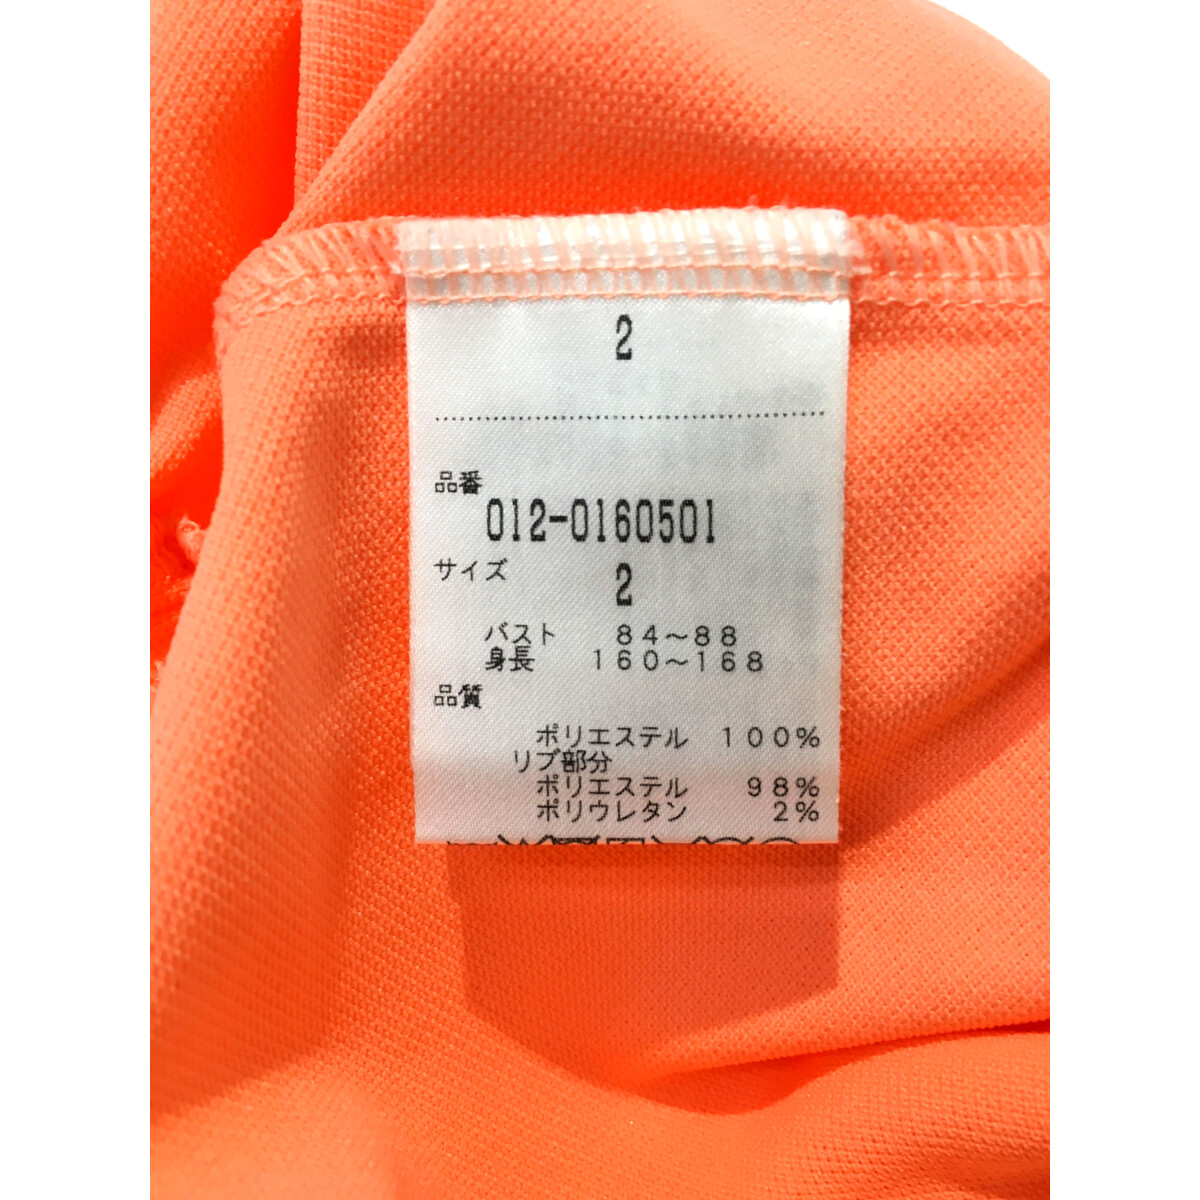 2
品番
012-0160501
サイズ
2
バスト 84～88
身長 160～168
品質
ポリエステル 100%
リブ部分
ポリエステル 98%
ポリウレタン 2%